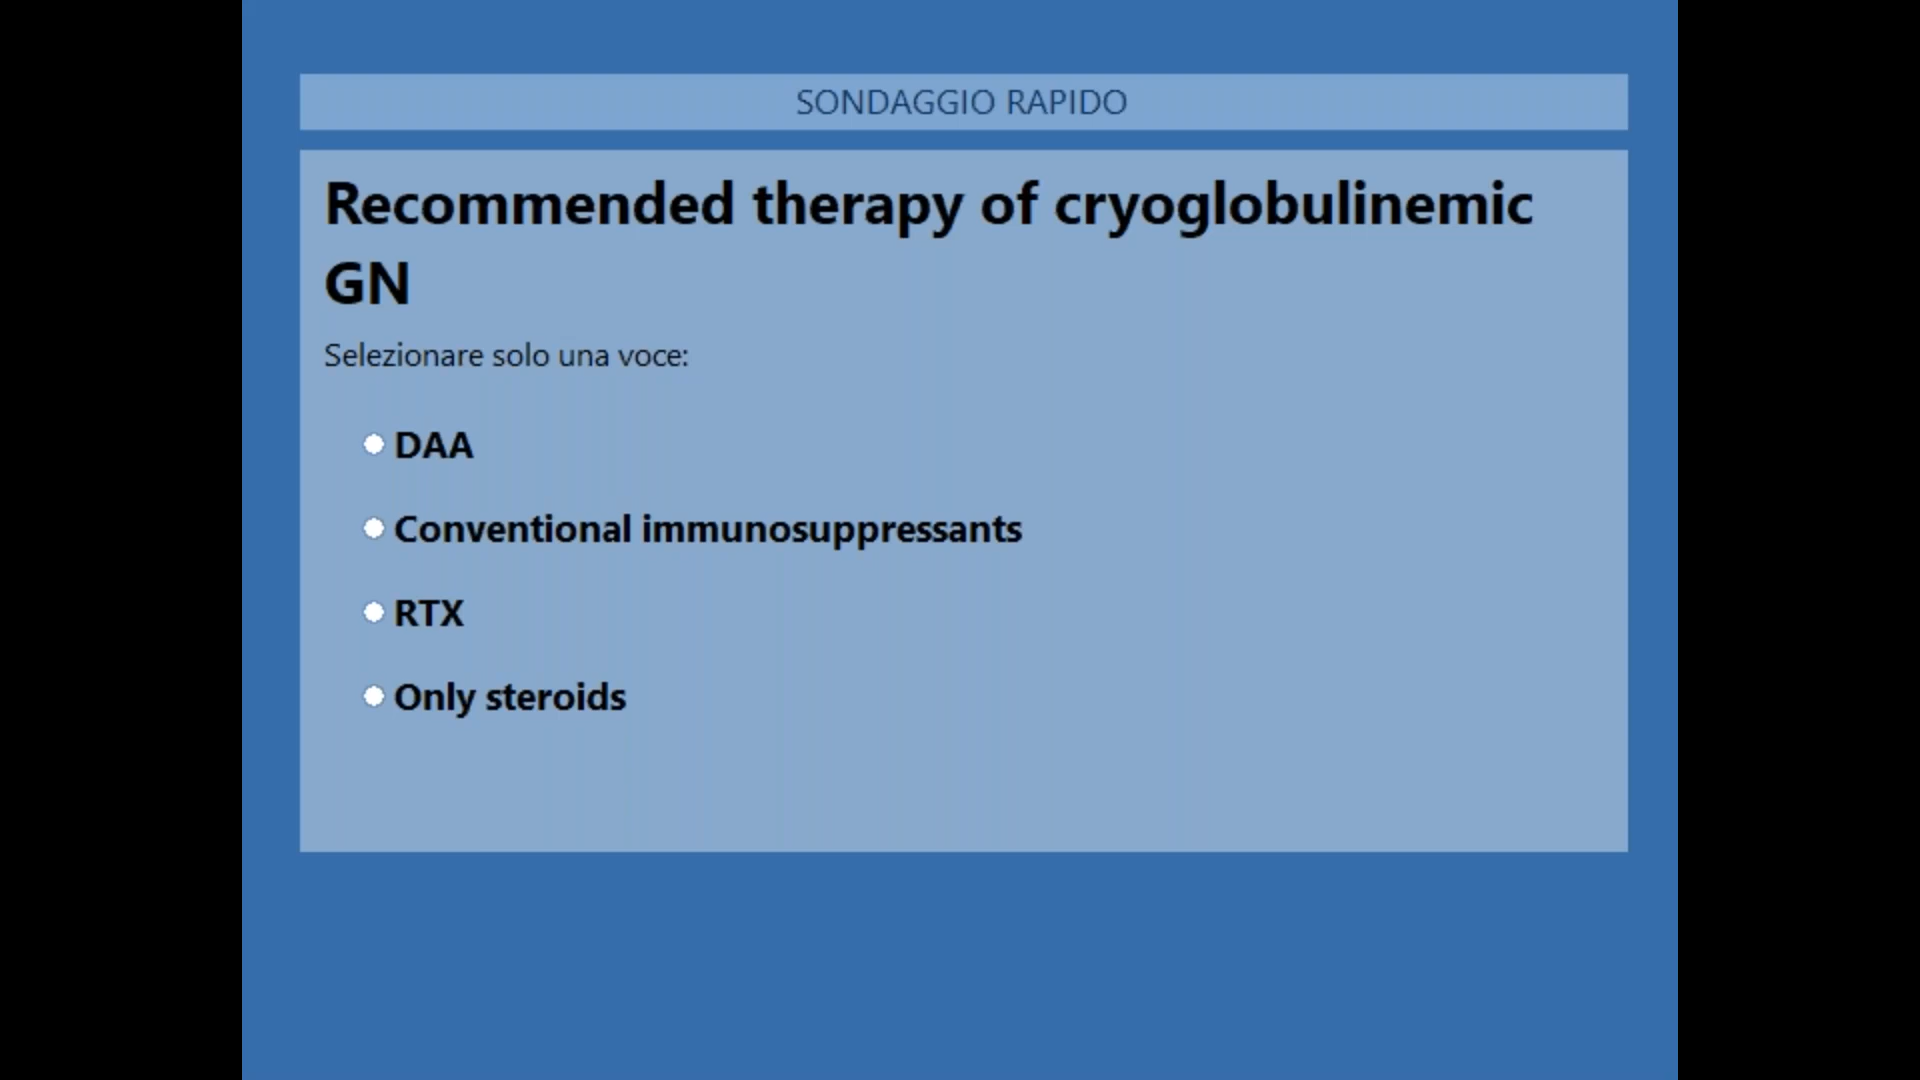 SONDAGGIO RAPIDO
Recommended therapy of cryoglobulinemic
GN
Selezionare solo una voce:
DAA
Conventional immunosuppressants
RTX
Only steroids